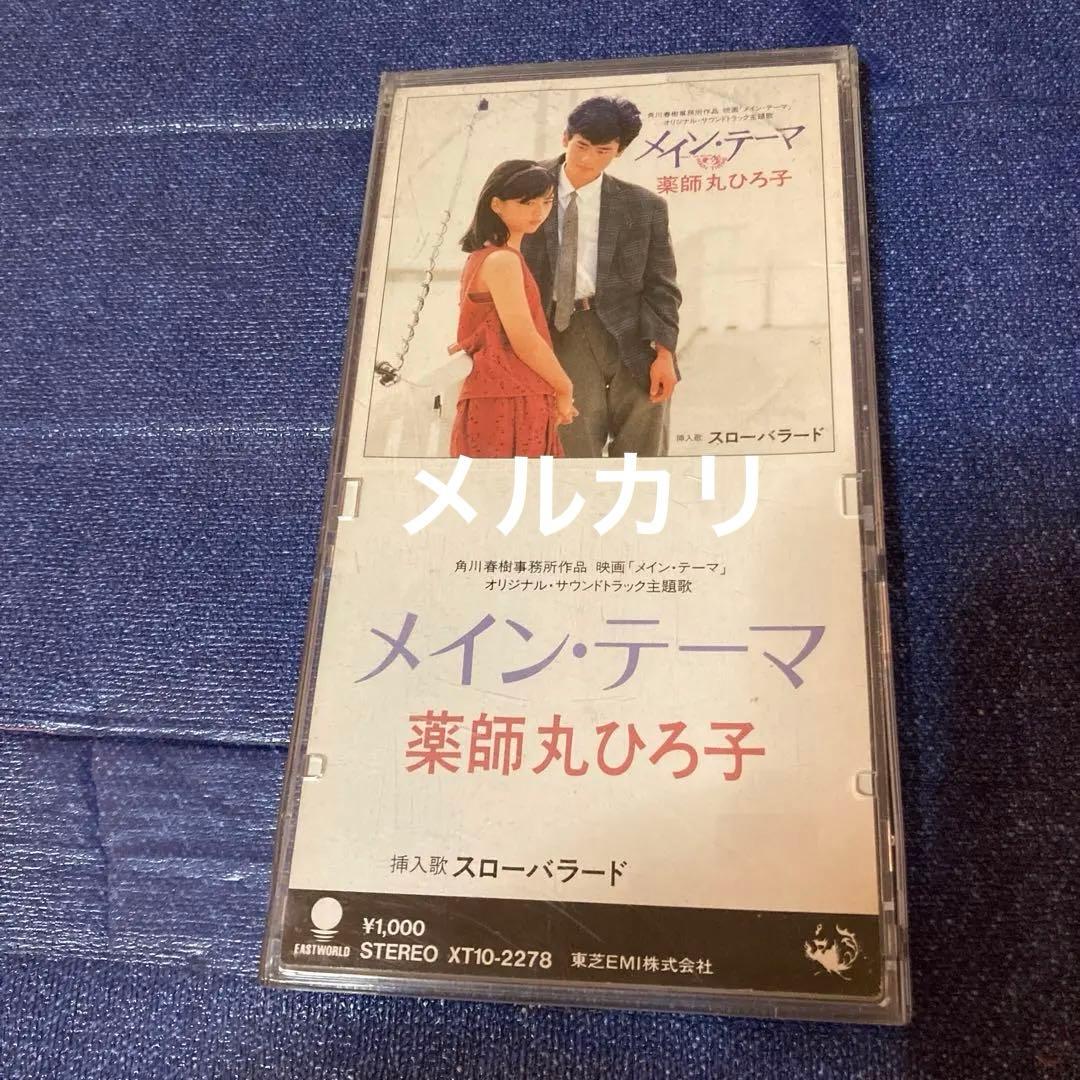 角川春樹事務所作品 映画「メイン・テーマ」
オリジナル・サウンドトラック主題歌
メイン・テーマ
薬師丸ひろ子
挿入歌 スローバラード
メルカリ
角川春樹事務所作品 映画「メイン・テーマ」
オリジナル・サウンドトラック主題歌
メイン・テーマ
薬師丸ひろ子
挿入歌 スローバラード
EASTWORLD
¥1,000
STEREO XT10-2278 東芝EMI株式会社